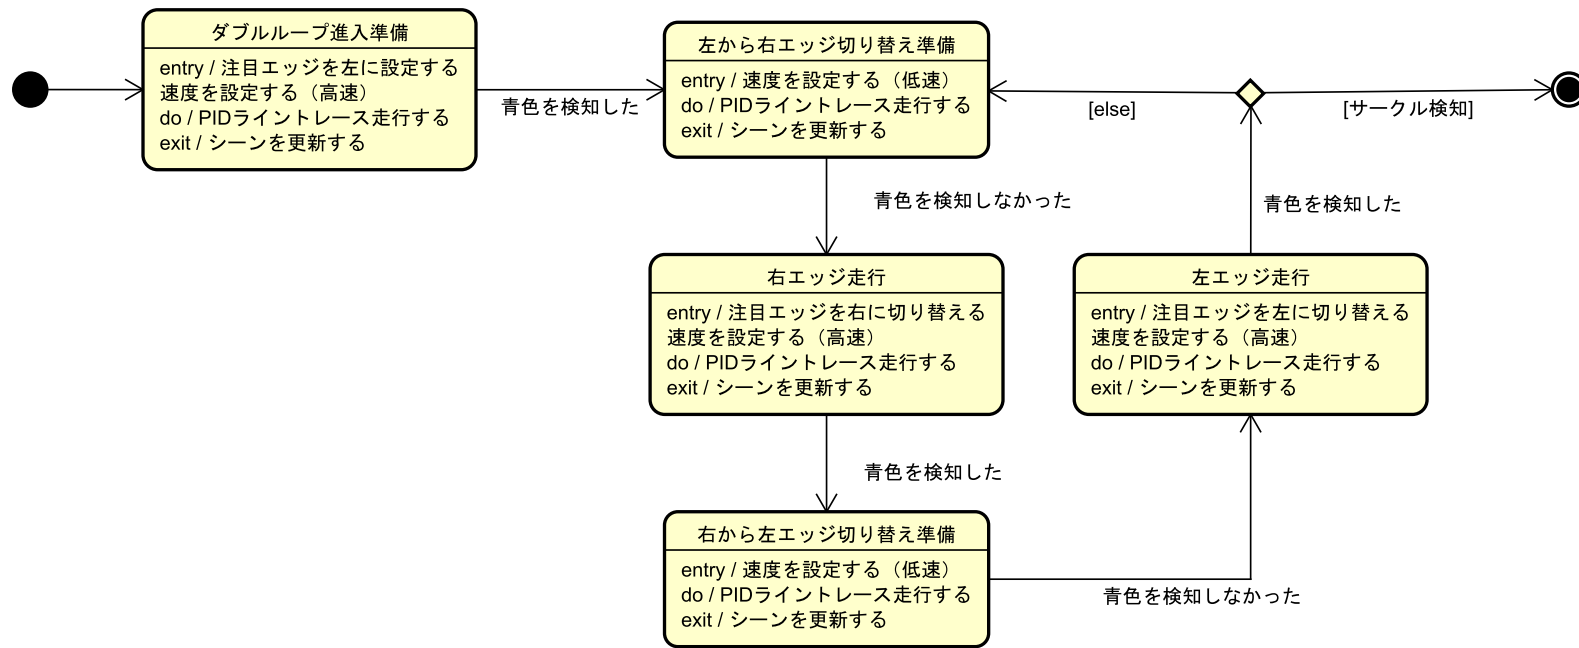 ダブルループ進入準備
entry / 注目エッジを左に設定する
速度を設定する（高速）
do / PIDライントレース走行する
exit / シーンを更新する
青色を検知した
左から右エッジ切り替え準備
entry / 速度を設定する（低速）
do / PIDライントレース走行する
exit / シーンを更新する
[else]
[サークル検知]
青色を検知しなかった
青色を検知した
右エッジ走行
entry / 注目エッジを右に切り替える
速度を設定する（高速）
do / PIDライントレース走行する
exit / シーンを更新する
左エッジ走行
entry / 注目エッジを左に切り替える
速度を設定する（高速）
do / PIDライントレース走行する
exit / シーンを更新する
青色を検知した
右から左エッジ切り替え準備
entry / 速度を設定する（低速）
do / PIDライントレース走行する
exit / シーンを更新する
青色を検知しなかった